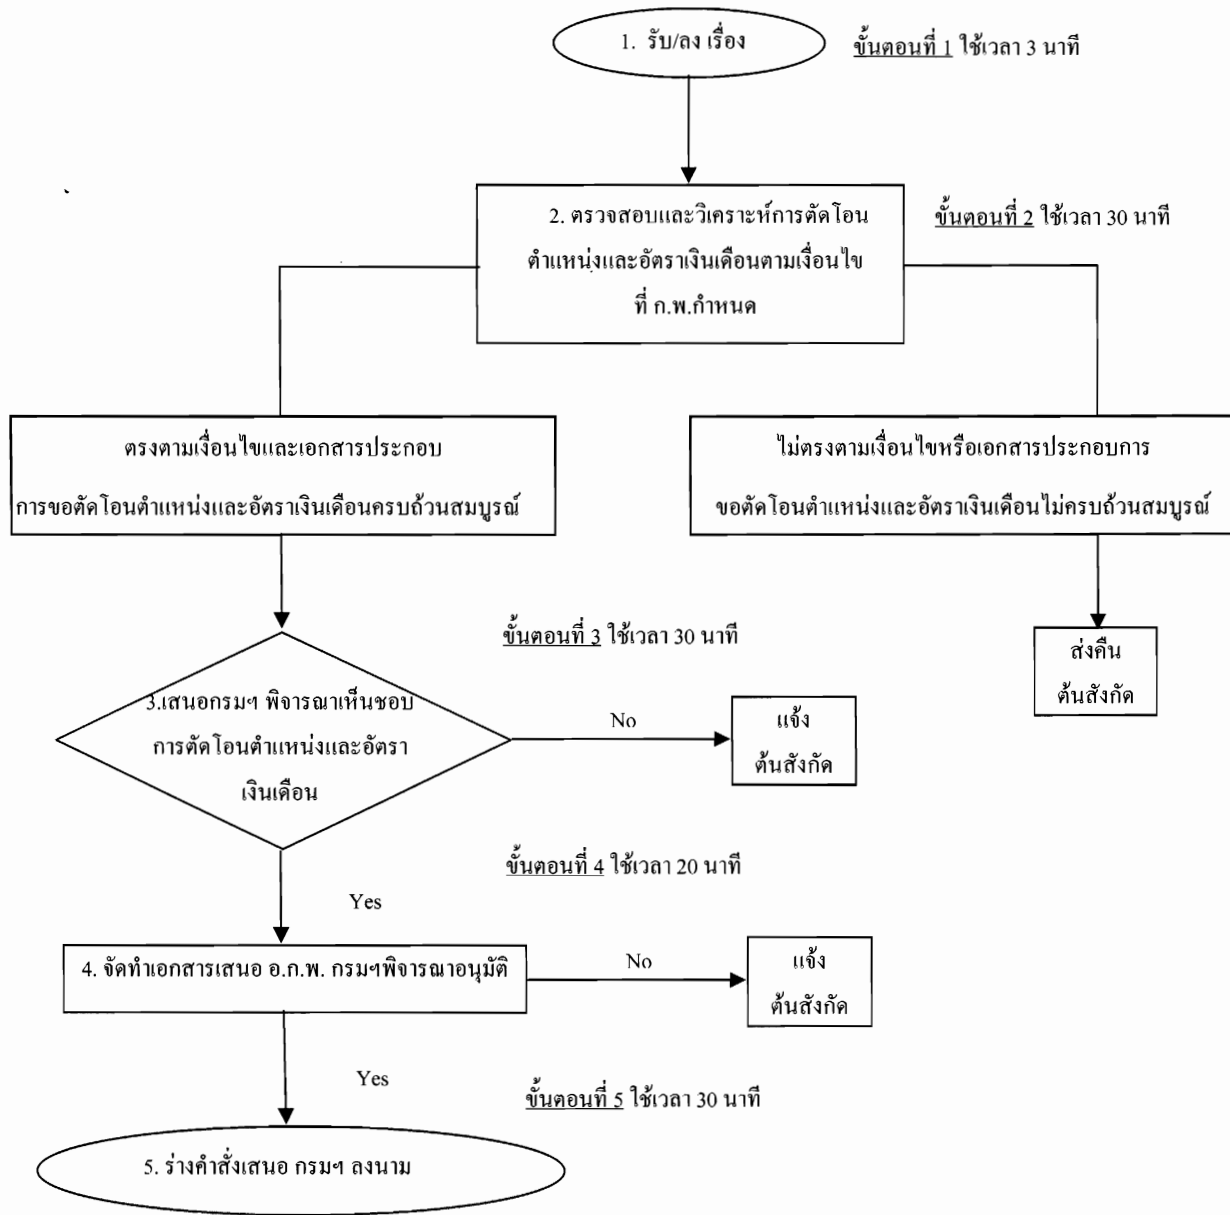 1. รับ/ลง เรื่อง
ขั้นตอนที่ 1 ใช้เวลา 3 นาที
2. ตรวจสอบและวิเคราะห์การตัดโอน
ตำแหน่งและอัตราเงินเดือนตามเงื่อนไข
ที่ ก.พ.กำหนด
ขั้นตอนที่ 2 ใช้เวลา 30 นาที
ตรงตามเงื่อนไขและเอกสารประกอบ
การขอตัดโอนตำแหน่งและอัตราเงินเดือนครบถ้วนสมบูรณ์
ไม่ตรงตามเงื่อนไขหรือเอกสารประกอบการ
ขอตัดโอนตำแหน่งและอัตราเงินเดือนไม่ครบถ้วนสมบูรณ์
ขั้นตอนที่ 3 ใช้เวลา 30 นาที
ส่งคืน
ต้นสังกัด
3.เสนอกรมฯ พิจารณาเห็นชอบ
การตัดโอนตำแหน่งและอัตรา
เงินเดือน
No
แจ้ง
ต้นสังกัด
ขั้นตอนที่ 4 ใช้เวลา 20 นาที
Yes
4. จัดทำเอกสารเสนอ อ.ก.พ. กรมฯพิจารณาอนุมัติ
No
แจ้ง
ต้นสังกัด
Yes
ขั้นตอนที่ 5 ใช้เวลา 30 นาที
5. ร่างคำสั่งเสนอ กรมฯ ลงนาม